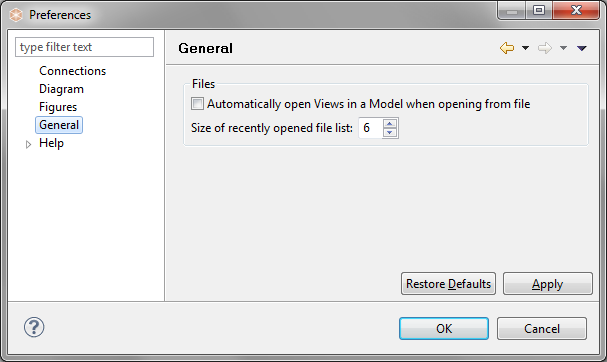 Preferences
type filter text
Connections
Diagram
Figures
General
Help
General
Files
Automatically open Views in a Model when opening from file
Size of recently opened file list: 6
Restore Defaults
Apply
?
OK
Cancel